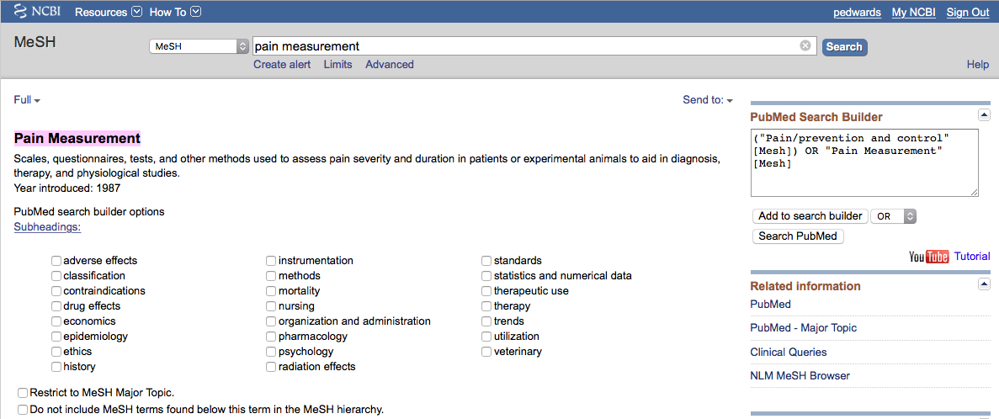 NCBI Resources How To pedwards My NCBI Sign Out
MeSH MeSH pain measurement Search
Create alert Limits Advanced Help
Full Send to:
Pain Measurement
Scales, questionnaires, tests, and other methods used to assess pain severity and duration in patients or experimental animals to aid in diagnosis,
therapy, and physiological studies.
Year introduced: 1987
PubMed search builder options
Subheadings:
adverse effects instrumentation standards
classification methods statistics and numerical data
contraindications mortality therapeutic use
drug effects nursing therapy
economics organization and administration trends
epidemiology pharmacology utilization
ethics psychology veterinary
history radiation effects
Restrict to MeSH Major Topic.
Do not include MeSH terms found below this term in the MeSH hierarchy.
PubMed Search Builder
("Pain/prevention and control"
[Mesh]) OR "Pain Measurement"
[Mesh]
Add to search builder OR
Search PubMed
YouTube Tutorial
Related information
PubMed
PubMed - Major Topic
Clinical Queries
NLM MeSH Browser